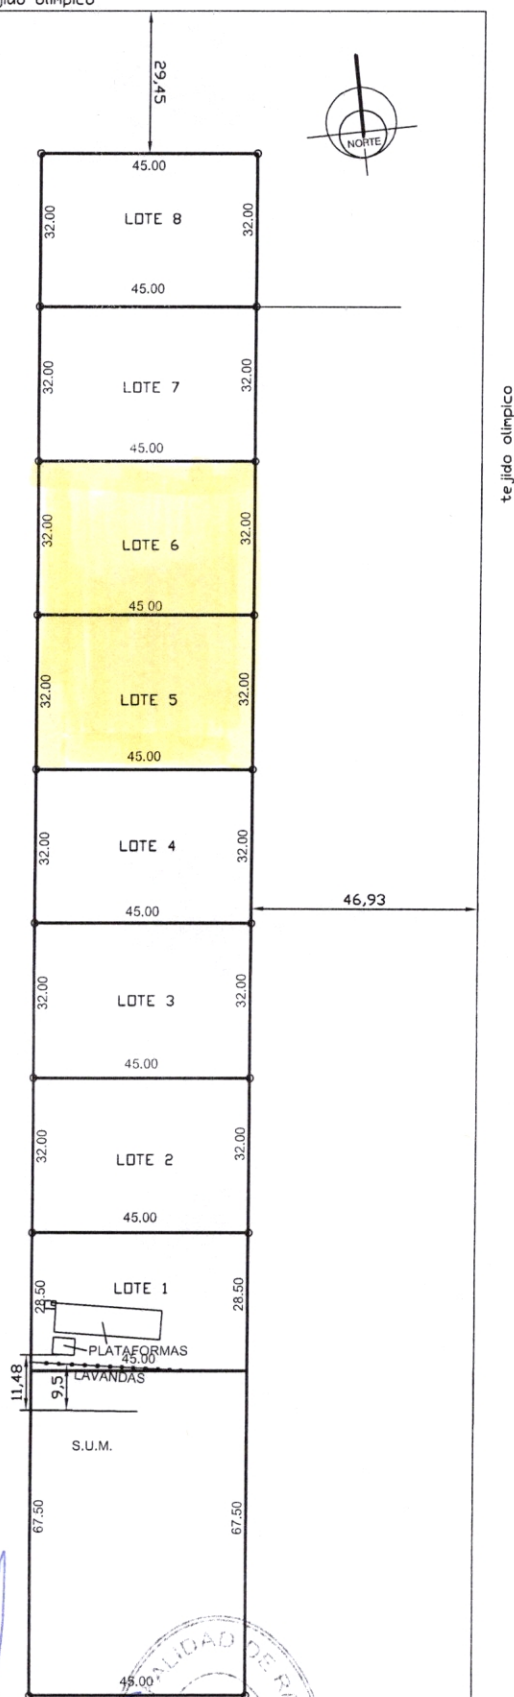 29,45
NORTE
45.00
32.00 LOTE 8 32.00
45.00
32.00 LOTE 7 32.00
45.00
tejido olimpico
32.00 LOTE 6 32.00
45.00
32.00 LOTE 5 32.00
45.00
32.00 LOTE 4 32.00
46,93
45.00
32.00 LOTE 3 32.00
45.00
32.00 LOTE 2 32.00
45.00
28.50 LOTE 1 28.50
PLATAFORMAS
45.00
11,48 9,5 LAVANDAS
S.U.M.
67.50 67.50
45.00
ALIDAD DE RA